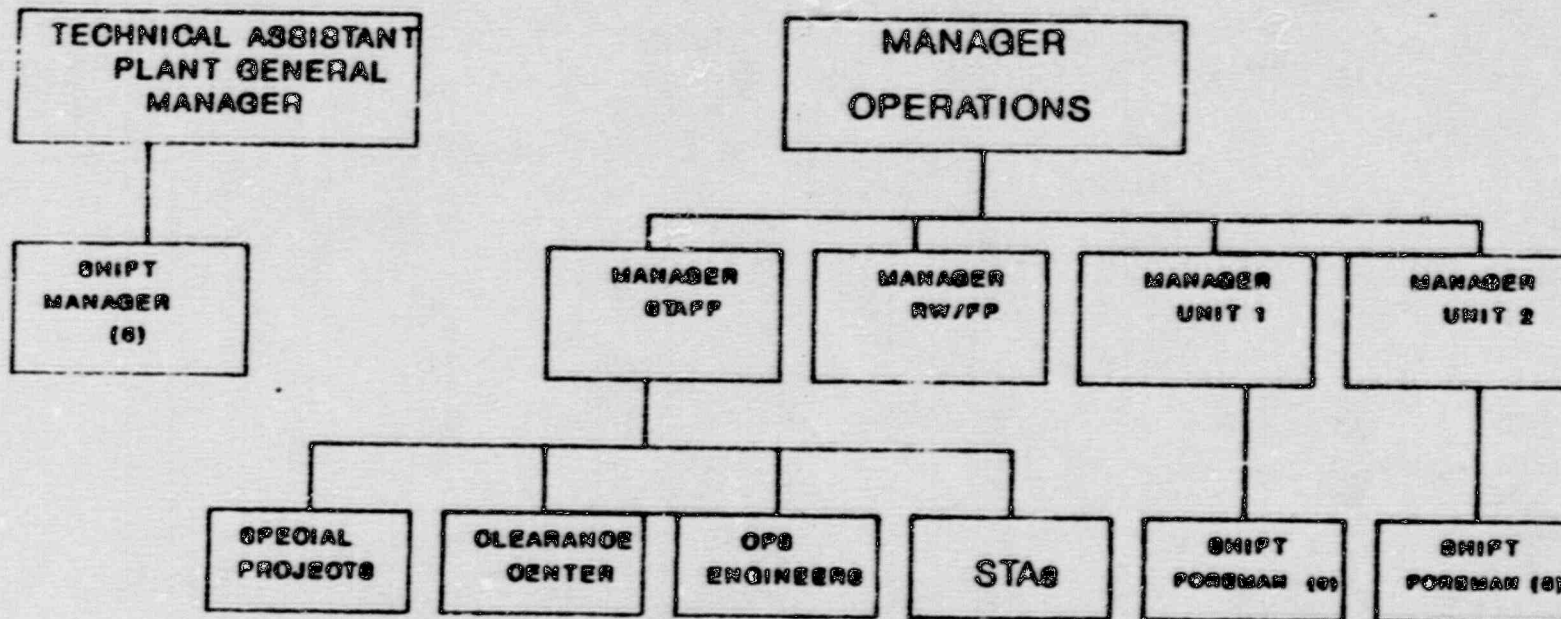 TECHNICAL ASSISTANT
PLANT GENERAL
MANAGER
MANAGER
OPERATIONS
SHIFT
MANAGER
(6)
MANAGER
STAFF
MANAGER
RW/FP
MANAGER
UNIT 1
MANAGER
UNIT 2
SPECIAL
PROJECTS
CLEARANCE
CENTER
OPS
ENGINEERS
STAs
SHIFT
FOREMAN
SHIFT
FOREMAN